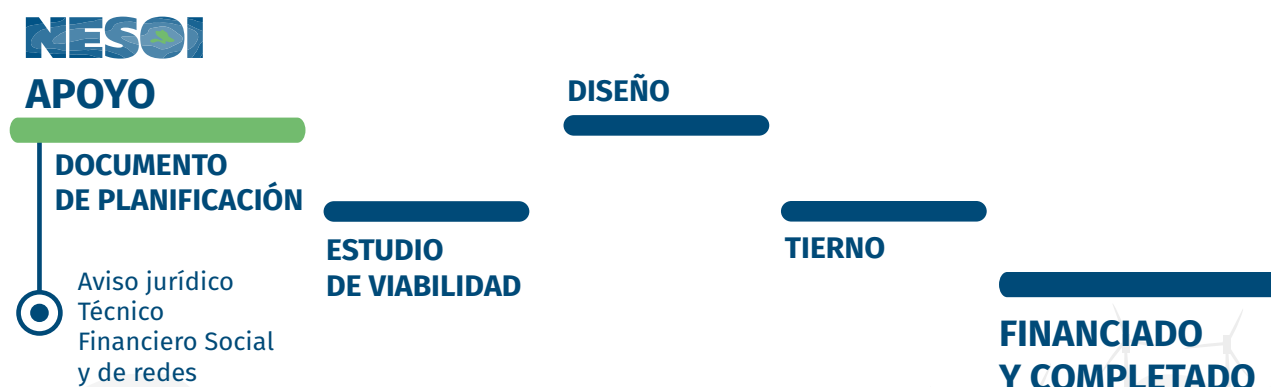 NESOI
APOYO
DOCUMENTO
DE PLANIFICACIÓN
Aviso jurídico
Técnico
Financiero Social
y de redes
ESTUDIO
DE VIABILIDAD
DISEÑO
TIERNO
FINANCIADO
Y COMPLETADO